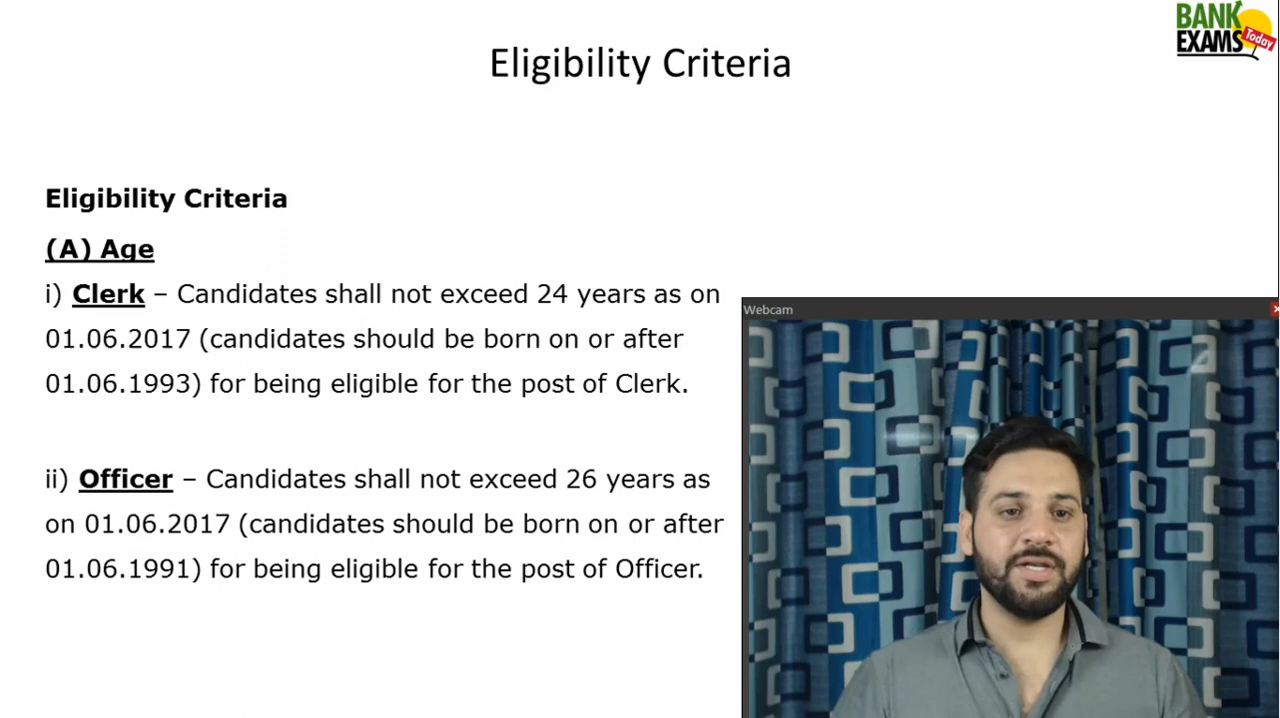 BANK
EXAMS Today
Eligibility Criteria
Eligibility Criteria
(A) Age
i) Clerk – Candidates shall not exceed 24 years as on
01.06.2017 (candidates should be born on or after
01.06.1993) for being eligible for the post of Clerk.
ii) Officer – Candidates shall not exceed 26 years as
on 01.06.2017 (candidates should be born on or after
01.06.1991) for being eligible for the post of Officer.
Webcam